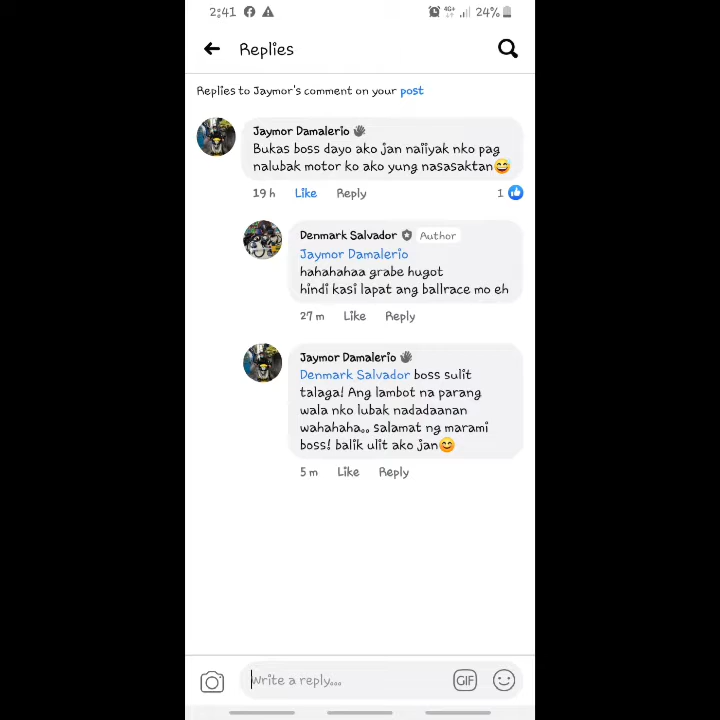 2:41
4G+
24%
Replies
Replies to Jaymor's comment on your post
Jaymor Damalerio
Bukas boss dayo ako jan naiiyak nko pag
nalubak motor ko ako yung nasasaktan😅
19 h Like Reply 1
Denmark Salvador Author
Jaymor Damalerio
hahahahaa grabe hugot
hindi kasi lapat ang ballrace mo eh
27 m Like Reply
Jaymor Damalerio
Denmark Salvador boss sulit
talaga! Ang lambot na parang
wala nko lubak nadadaanan
wahahaha,, salamat ng marami
boss! balik ulit ako jan😊
5 m Like Reply
Write a reply...
GIF